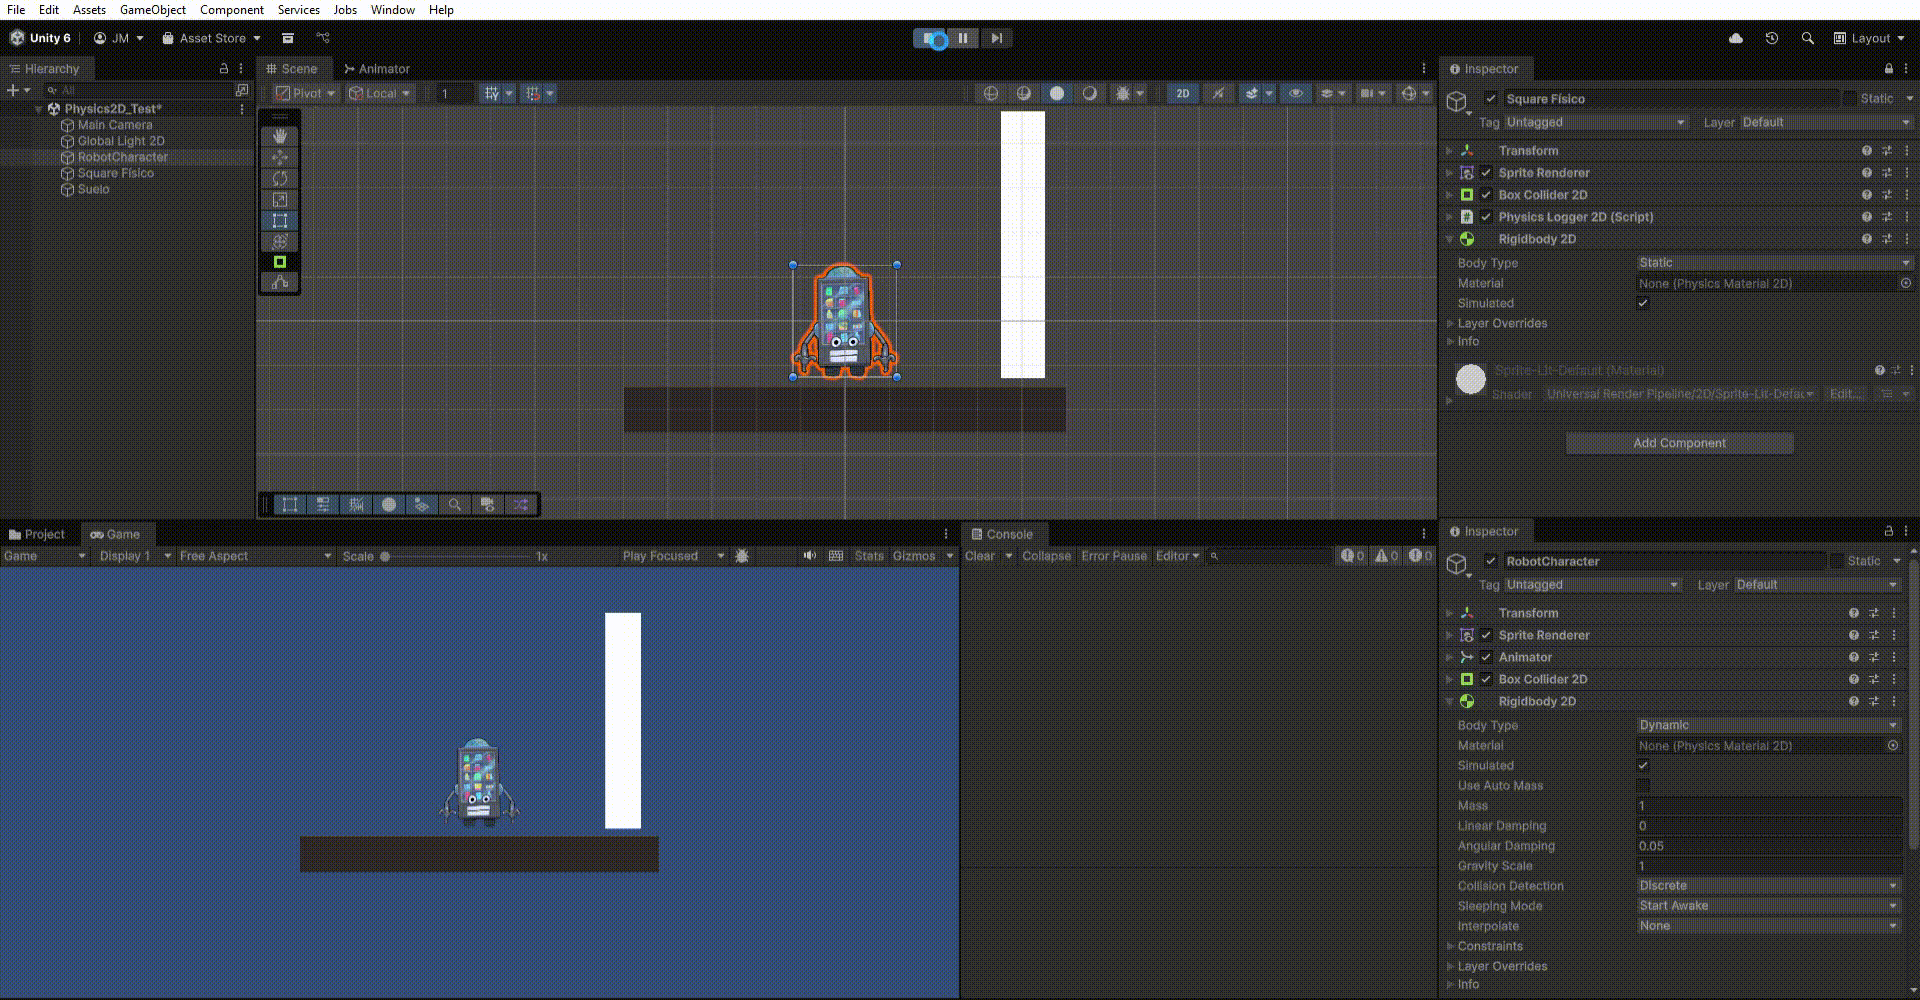 File Edit Assets GameObject Component Services Jobs Window Help
Unity 6 JM Asset Store Layout
Hierarchy
All
Physics2D_Test*
Main Camera
Global Light 2D
RobotCharacter
Square Físico
Suelo
Scene Animator
Pivot Local 1 2D
Inspector
Square Físico Static
Tag Untagged Layer Default
Transform
Sprite Renderer
Box Collider 2D
Physics Logger 2D (Script)
Rigidbody 2D
Body Type Static
Material None (Physics Material 2D)
Simulated
Layer Overrides
Info
Sprite-Lit-Default (Material)
Shader Universal Render Pipeline/2D/Sprite-Lit-Defau Edit...
Add Component
Project Game
Game Display 1 Free Aspect Scale 1x Play Focused Stats Gizmos
Console
Clear Collapse Error Pause Editor 0 0 0
Inspector
RobotCharacter Static
Tag Untagged Layer Default
Transform
Sprite Renderer
Animator
Box Collider 2D
Rigidbody 2D
Body Type Dynamic
Material None (Physics Material 2D)
Simulated
Use Auto Mass
Mass 1
Linear Damping 0
Angular Damping 0.05
Gravity Scale 1
Collision Detection Discrete
Sleeping Mode Start Awake
Interpolate None
Constraints
Layer Overrides
Info